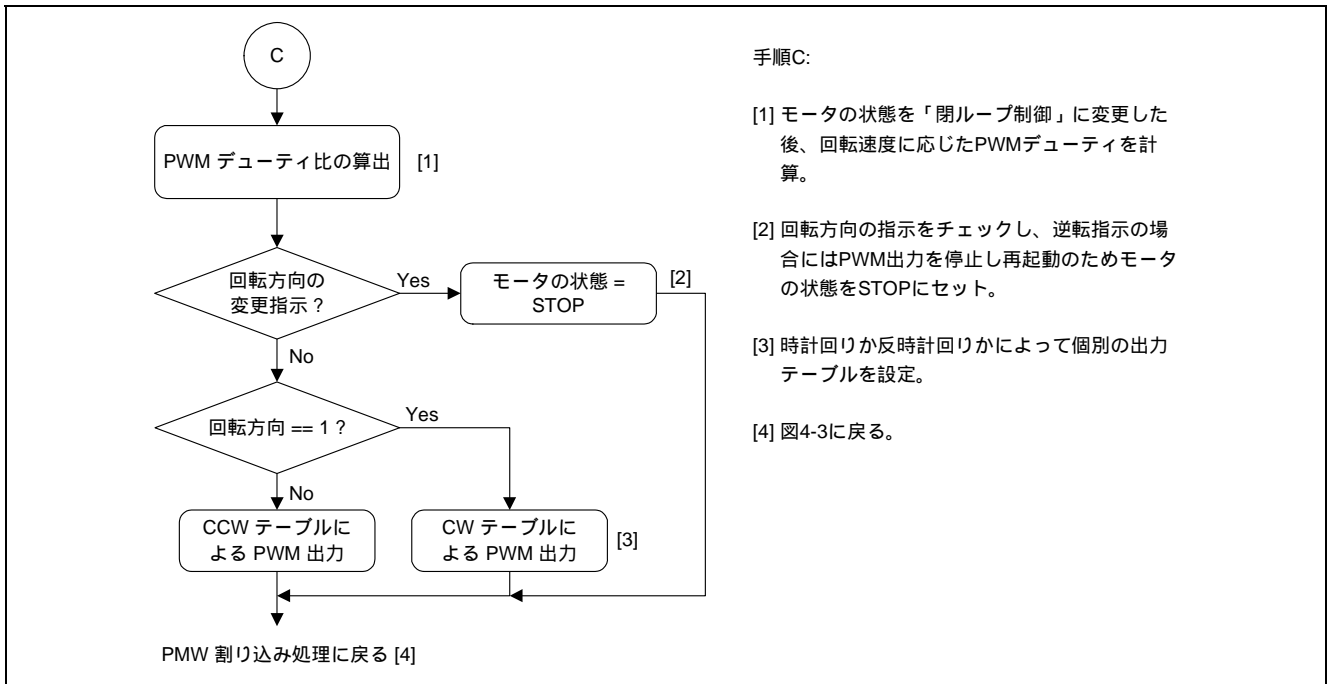 C
PWM デューティ比の算出
[1]
回転方向の
変更指示 ?
Yes
モータの状態 =
STOP
[2]
No
回転方向 == 1 ?
Yes
No
CCW テーブルに
よる PWM 出力
CW テーブルに
よる PWM 出力
[3]
PMW 割り込み処理に戻る [4]
手順C:
[1] モータの状態を「閉ループ制御」に変更した
後、回転速度に応じたPWMデューティを計
算。
[2] 回転方向の指示をチェックし、逆転指示の場
合にはPWM出力を停止し再起動のためモータ
の状態をSTOPにセット。
[3] 時計回りか反時計回りかによって個別の出力
テーブルを設定。
[4] 図4-3に戻る。